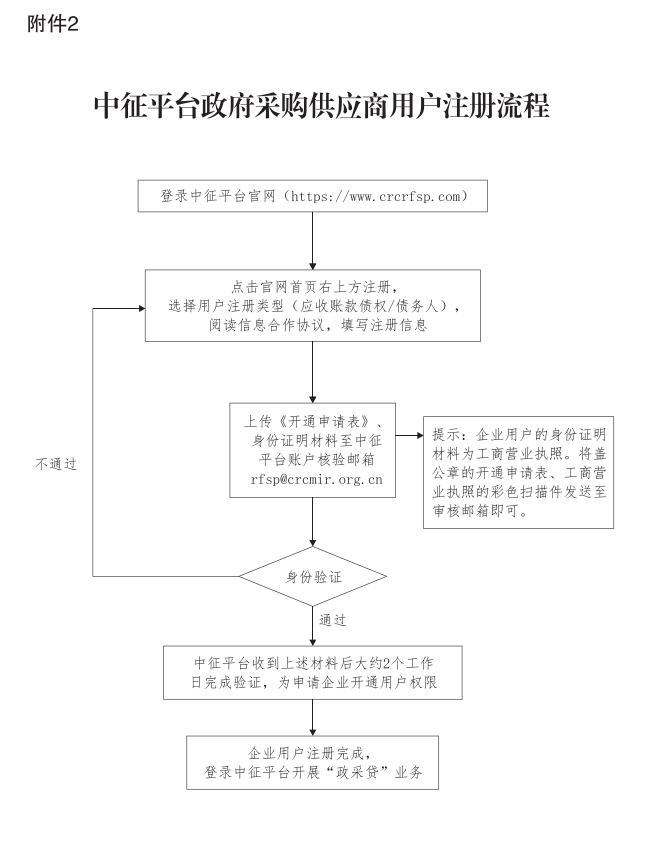 附件2
中征平台政府采购供应商用户注册流程
登录中征平台官网（https://www.crcrfsp.com）
点击官网首页右上方注册，
选择用户注册类型（应收账款债权/债务人），
阅读信息合作协议，填写注册信息
上传《开通申请表》、
身份证明材料至中征
平台账户核验邮箱
rfsp@crcmir.org.cn
提示：企业用户的身份证明
材料为工商营业执照。将盖
公章的开通申请表、工商营
业执照的彩色扫描件发送至
审核邮箱即可。
不通过
身份验证
通过
中征平台收到上述材料后大约2个工作
日完成验证，为申请企业开通用户权限
企业用户注册完成，
登录中征平台开展“政采贷”业务